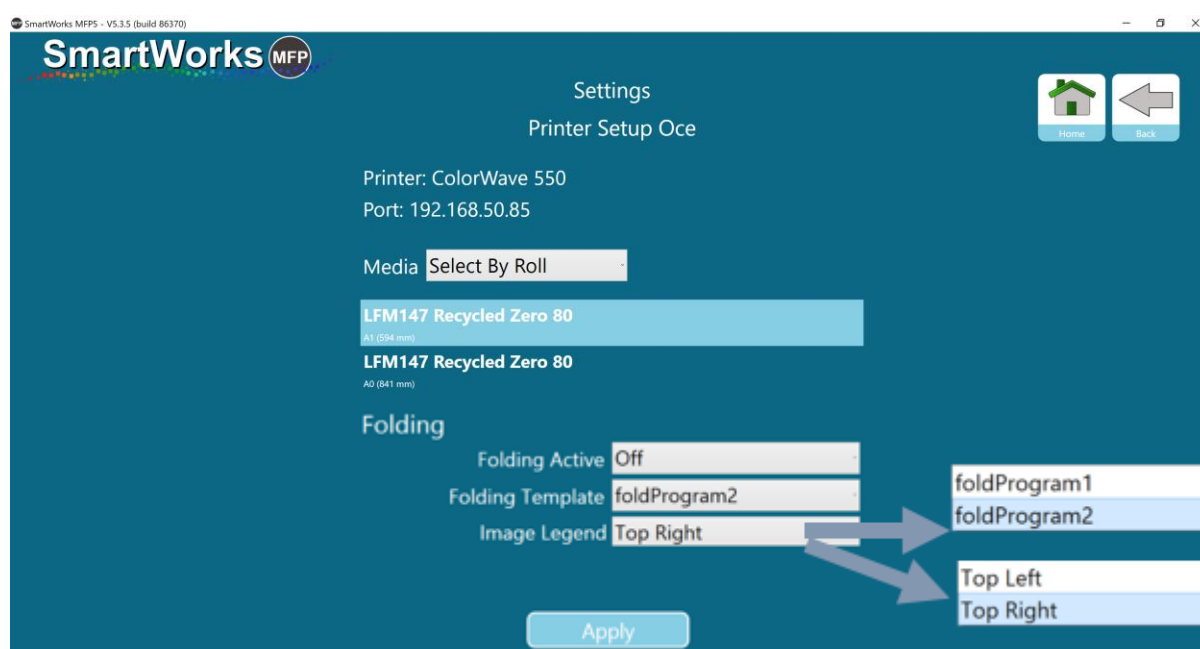 SmartWorks MFPS - V5.3.5 (build 86370)
SmartWorks MFP
Settings
Printer Setup Oce
Home
Back
Printer: ColorWave 550
Port: 192.168.50.85
Media Select By Roll
LFM147 Recycled Zero 80
A1 (594 mm)
LFM147 Recycled Zero 80
A0 (841 mm)
Folding
Folding Active Off
Folding Template foldProgram2
Image Legend Top Right
foldProgram1
foldProgram2
Top Left
Top Right
Apply